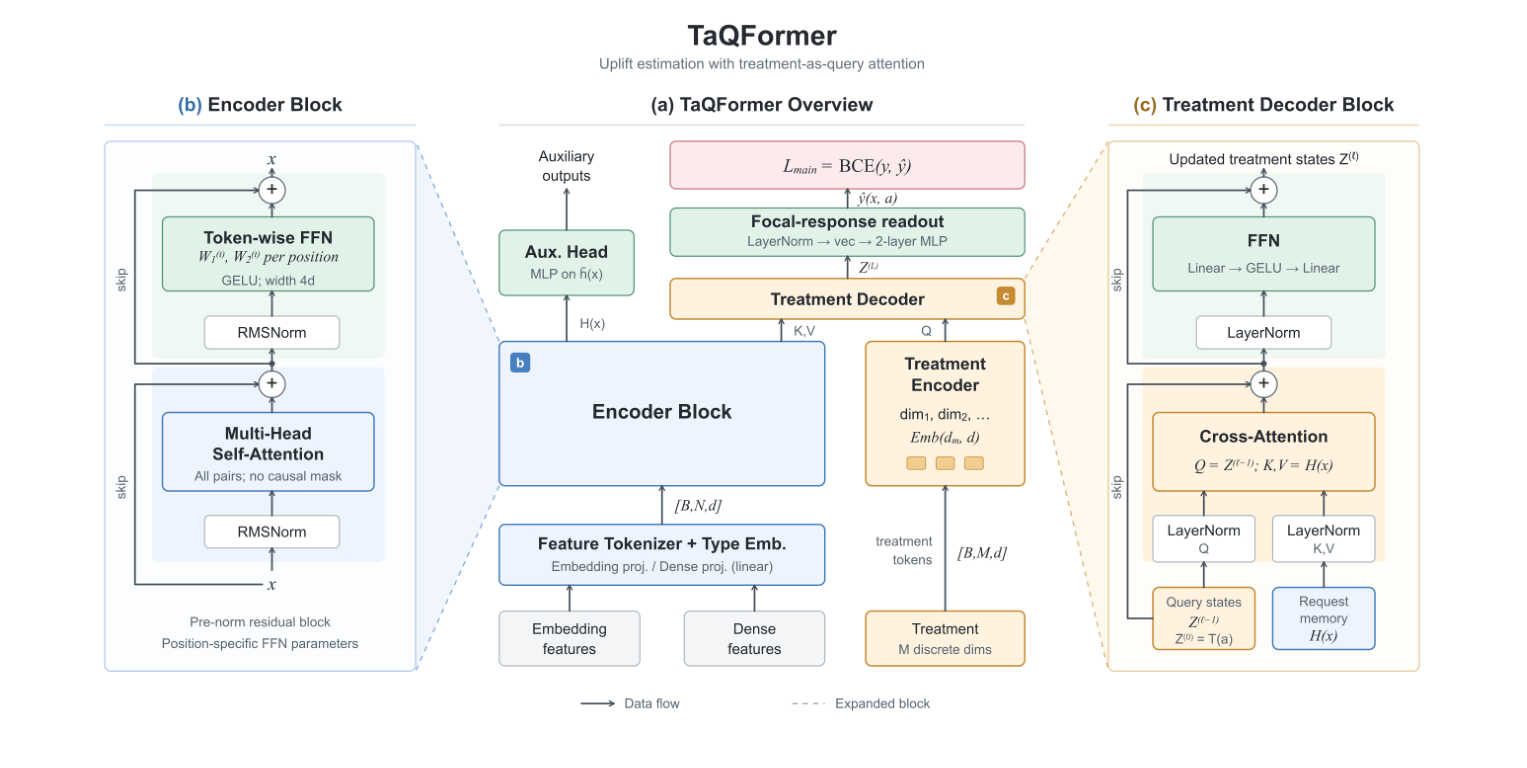 TaQFormer
Uplift estimation with treatment-as-query attention
(b) Encoder Block
x
+
Token-wise FFN
W₁⁽ᵗ⁾, W₂⁽ᵗ⁾ per position
GELU; width 4d
RMSNorm
skip
+
Multi-Head
Self-Attention
All pairs; no causal mask
RMSNorm
skip
x
Pre-norm residual block
Position-specific FFN parameters
(a) TaQFormer Overview
Auxiliary
outputs
L_main = BCE(y, ŷ)
ŷ(x, a)
Focal-response readout
LayerNorm → vec → 2-layer MLP
Aux. Head
MLP on h̄(x)
Z⁽ᴸ⁾
Treatment Decoder
c
H(x)
K,V
Q
b
Encoder Block
Treatment
Encoder
dim₁, dim₂, …
Emb(dₘ, d)
[B,N,d]
Feature Tokenizer + Type Emb.
Embedding proj. / Dense proj. (linear)
treatment
tokens
[B,M,d]
Embedding
features
Dense
features
Treatment
M discrete dims
Data flow
Expanded block
(c) Treatment Decoder Block
Updated treatment states Z⁽ᵗ⁾
+
FFN
Linear → GELU → Linear
skip
LayerNorm
+
Cross-Attention
Q = Z⁽ᵗ⁻¹⁾; K,V = H(x)
skip
LayerNorm
Q
LayerNorm
K,V
Query states
Z⁽ᵗ⁻¹⁾
Z⁽⁰⁾ = T(a)
Request
memory
H(x)